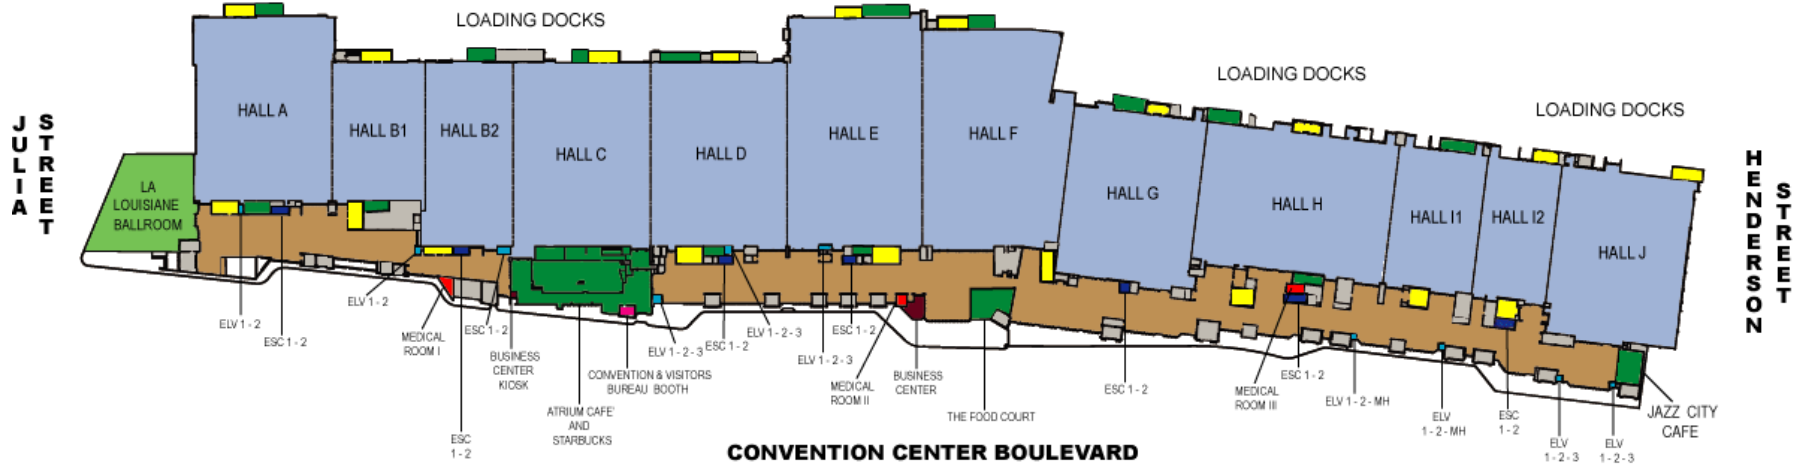 LOADING DOCKS
LOADING DOCKS
LOADING DOCKS
JULIA
STREET
HENDERSON
STREET
LA
LOUISIANE
BALLROOM
HALL A
HALL B1
HALL B2
HALL C
HALL D
HALL E
HALL F
HALL G
HALL H
HALL I1
HALL I2
HALL J
ELV 1 - 2
ESC 1 - 2
ELV 1 - 2
MEDICAL
ROOM I
ESC
1 - 2
ESC 1 - 2
BUSINESS
CENTER
KIOSK
ATRIUM CAFE'
AND
STARBUCKS
CONVENTION & VISITORS
BUREAU BOOTH
ELV 1 - 2 - 3
ESC 1 - 2
ELV 1 - 2 - 3
ELV 1 - 2 - 3
ESC 1 - 2
MEDICAL
ROOM II
BUSINESS
CENTER
THE FOOD COURT
ESC 1 - 2
MEDICAL
ROOM III
ESC 1 - 2
ELV 1 - 2 - MH
ELV
1 - 2 - MH
ESC
1 - 2
ELV
1 - 2 - 3
ELV
1 - 2 - 3
JAZZ CITY
CAFE
CONVENTION CENTER BOULEVARD